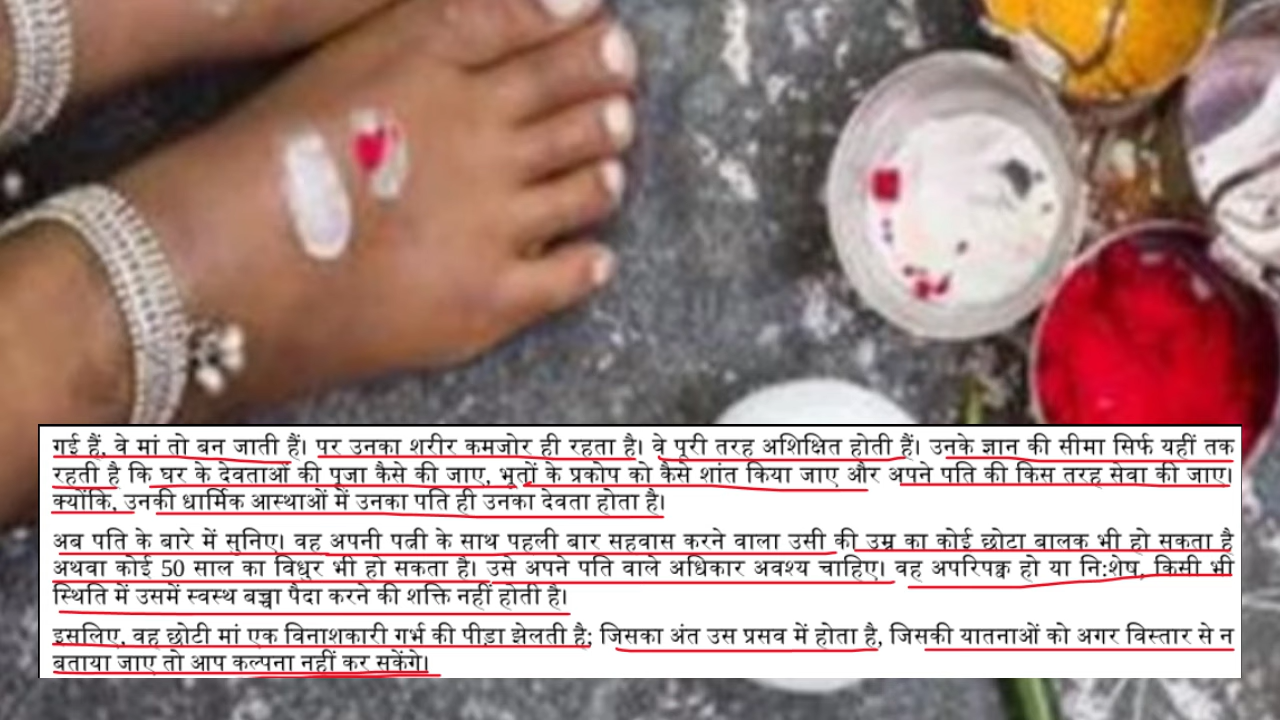 गई हैं, वे मां तो बन जाती हैं। पर उनका शरीर कमजोर ही रहता है। वे पूरी तरह अशिक्षित होती हैं। उनके ज्ञान की सीमा सिर्फ यहीं तक
रहती है कि घर के देवताओं की पूजा कैसे की जाए, भूतों के प्रकोप को कैसे शांत किया जाए और अपने पति की किस तरह सेवा की जाए।
क्योंकि, उनकी धार्मिक आस्थाओं में उनका पति ही उनका देवता होता है।
अब पति के बारे में सुनिए। वह अपनी पत्नी के साथ पहली बार सहवास करने वाला उसी की उम्र का कोई छोटा बालक भी हो सकता है
अथवा कोई 50 साल का विधुर भी हो सकता है। उसे अपने पति वाले अधिकार अवश्य चाहिए। वह अपरिपक्व हो या नि:शेष, किसी भी
स्थिति में उसमें स्वस्थ बच्चा पैदा करने की शक्ति नहीं होती है।
इसलिए, वह छोटी मां एक विनाशकारी गर्भ की पीड़ा झेलती है; जिसका अंत उस प्रसव में होता है, जिसकी यातनाओं को अगर विस्तार से न
बताया जाए तो आप कल्पना नहीं कर सकेंगे।